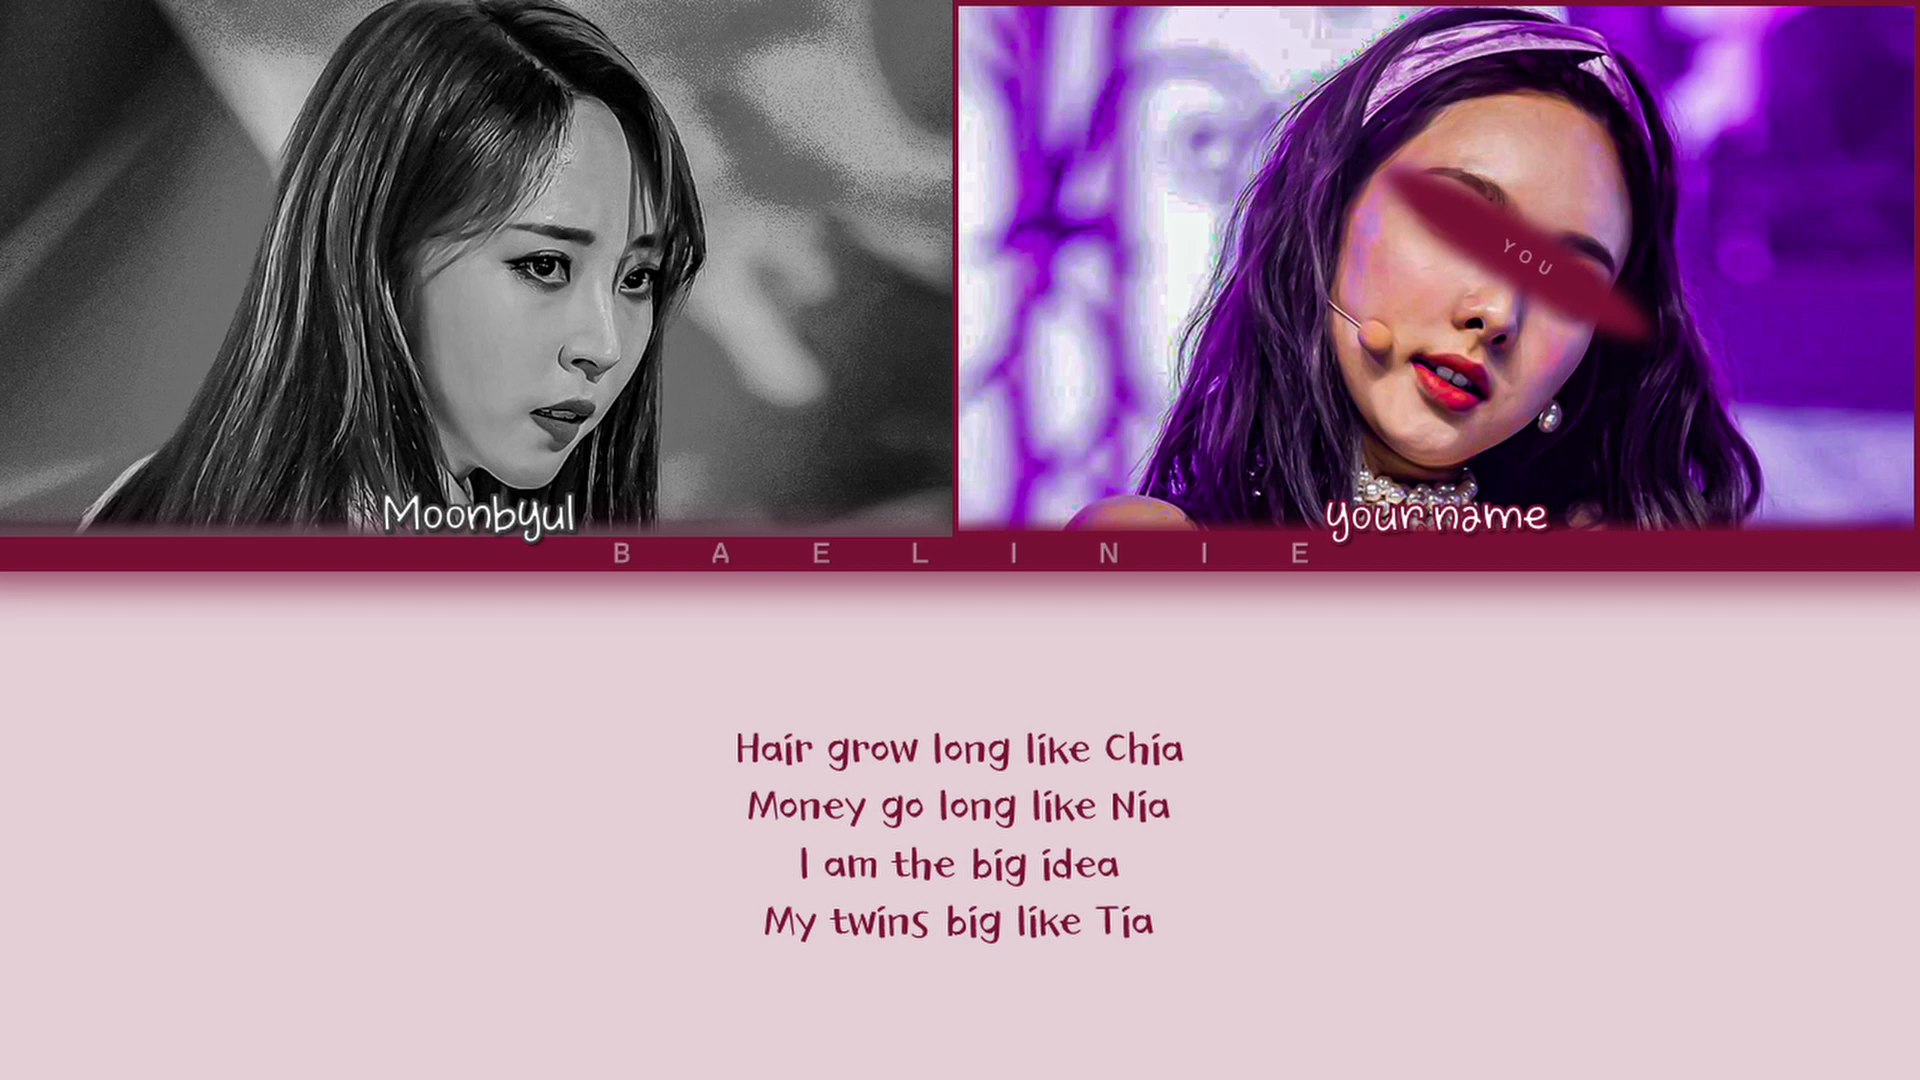 YOU
Moonbyul
your name
BAELINIE
Hair grow long like Chia
Money go long like Nia
I am the big idea
My twins big like Tia